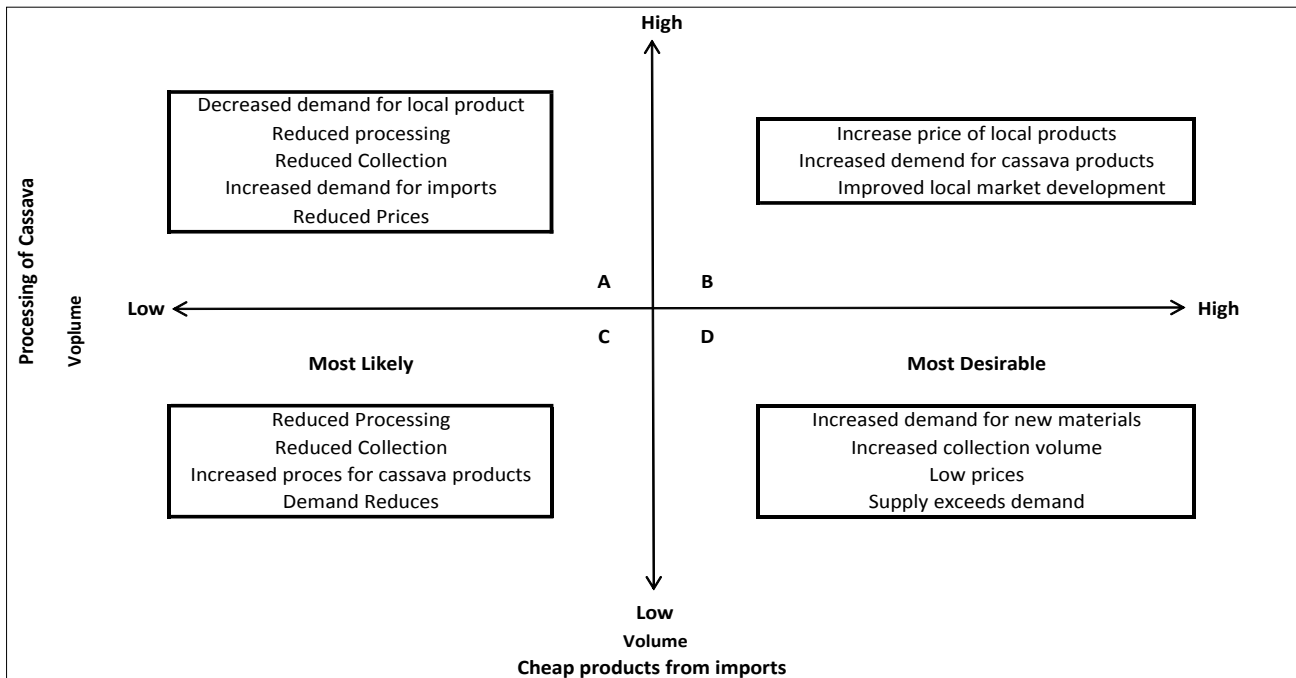 High
Decreased demand for local product
Reduced processing
Reduced Collection
Increased demand for imports
Reduced Prices
Increase price of local products
Increased demend for cassava products
Improved local market development
Processing of Cassava
Voplume
A
B
Low
High
C
D
Most Likely
Most Desirable
Reduced Processing
Reduced Collection
Increased proces for cassava products
Demand Reduces
Increased demand for new materials
Increased collection volume
Low prices
Supply exceeds demand
Low
Volume
Cheap products from imports